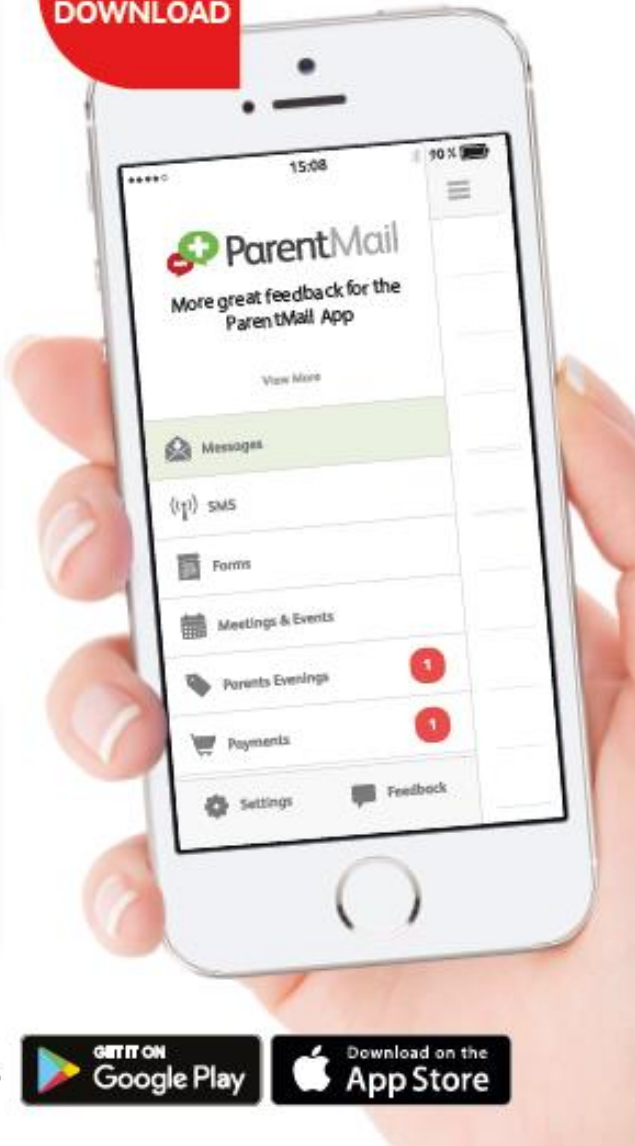 DOWNLOAD
15:08
90%
ParentMail
More great feedback for the
ParentMail App
View More
Messages
SMS
Forms
Meetings & Events
Parents Evenings
1
Payments
1
Settings
Feedback
GET IT ON
Google Play
Download on the
App Store